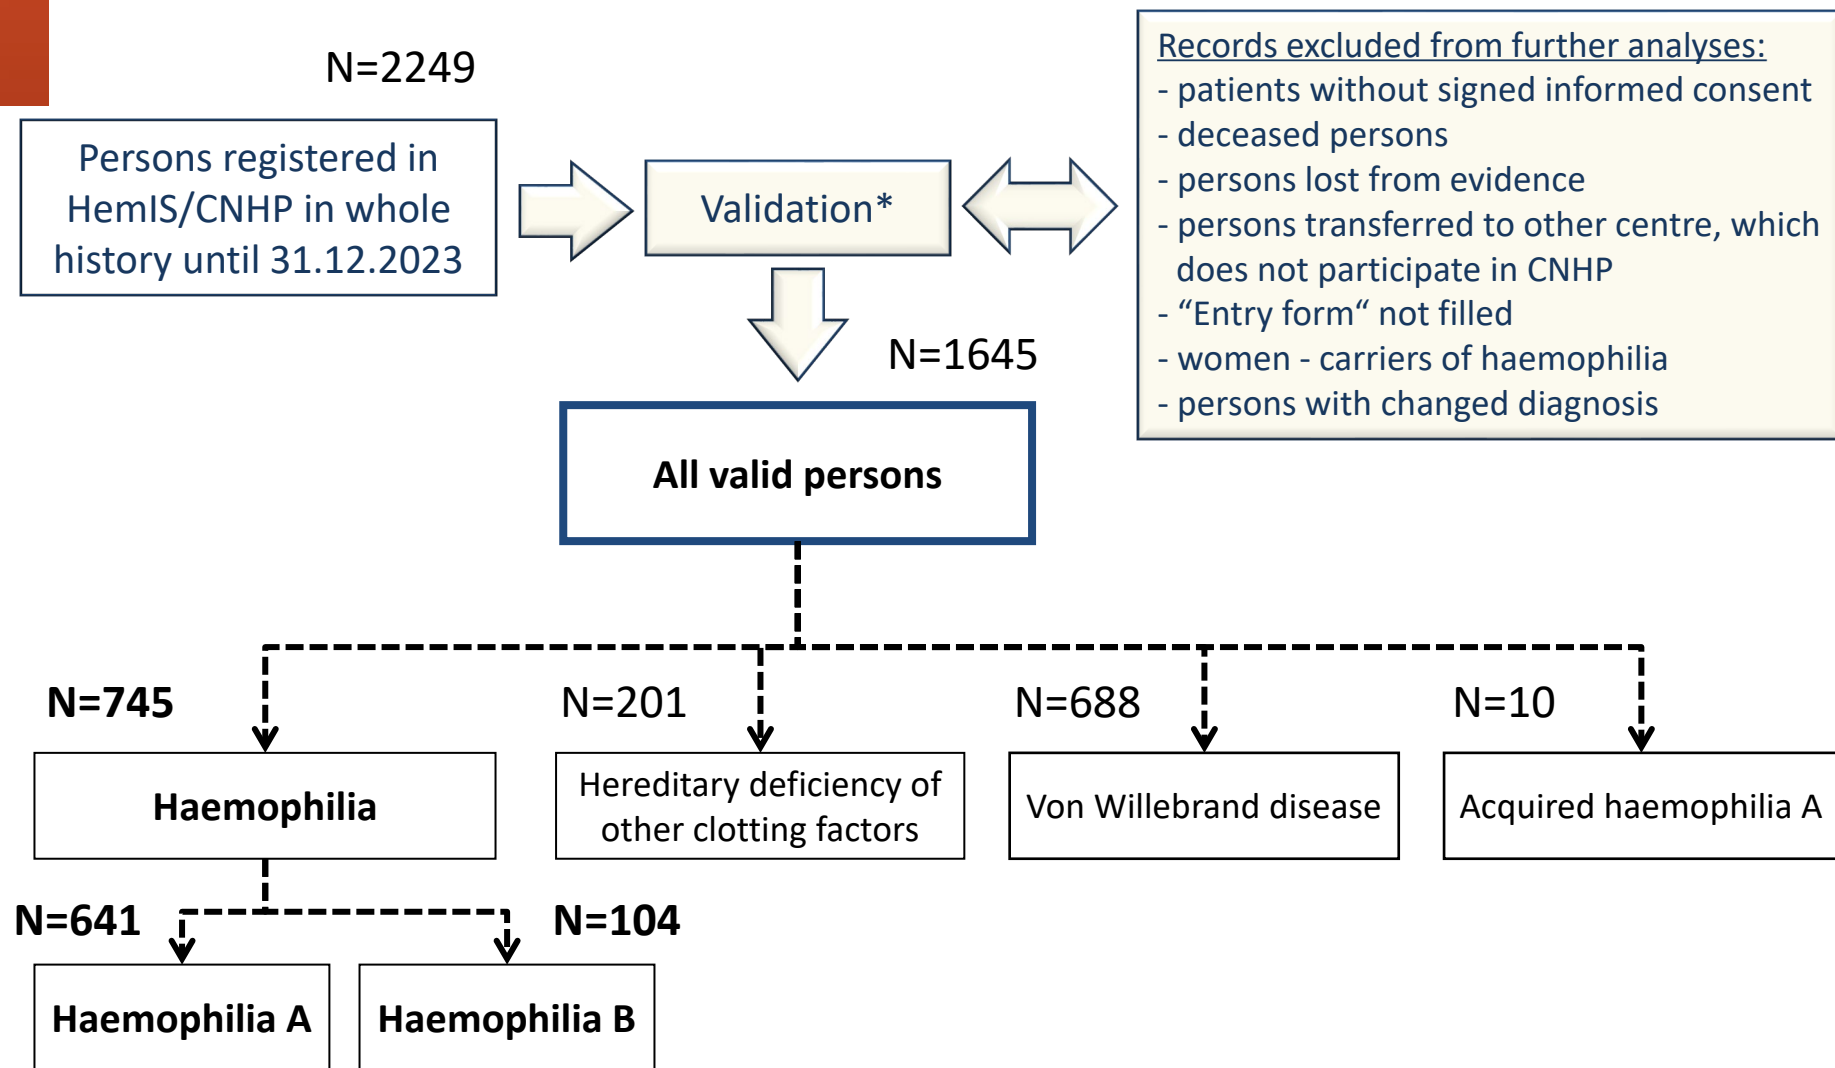 N=2249
Persons registered in
HemIS/CNHP in whole
history until 31.12.2023
Validation*
Records excluded from further analyses:
- patients without signed informed consent
- deceased persons
- persons lost from evidence
- persons transferred to other centre, which
does not participate in CNHP
- “Entry form“ not filled
- women - carriers of haemophilia
- persons with changed diagnosis
N=1645
All valid persons
N=745
N=201
N=688
N=10
Haemophilia
Hereditary deficiency of
other clotting factors
Von Willebrand disease
Acquired haemophilia A
N=641
N=104
Haemophilia A
Haemophilia B